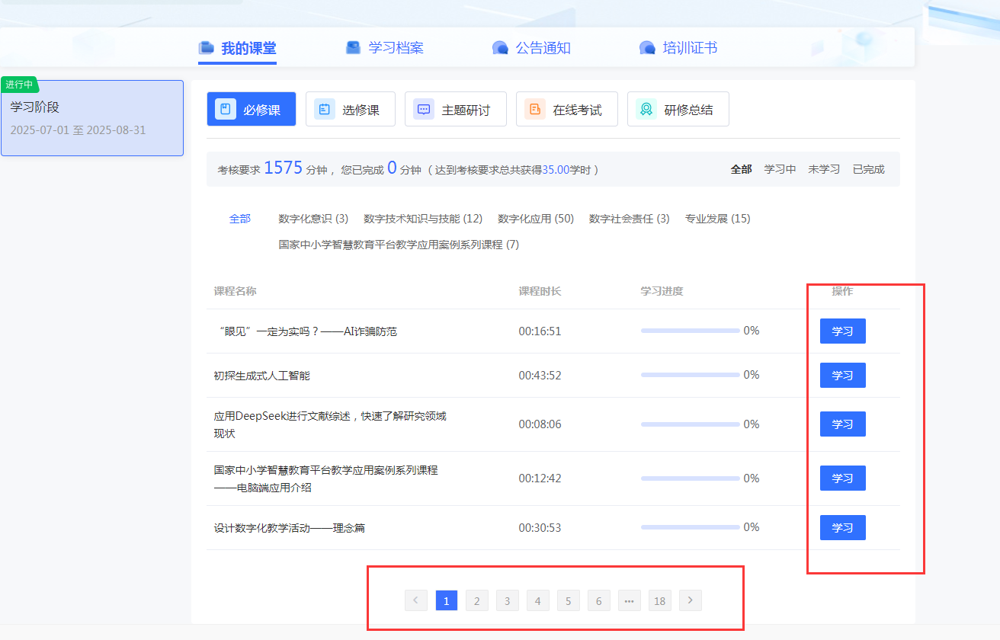 我的课堂 学习档案 公告通知 培训证书
进行中
学习阶段
2025-07-01 至 2025-08-31
必修课 选修课 主题研讨 在线考试 研修总结
考核要求 1575 分钟， 您已完成 0 分钟 （ 达到考核要求总共获得35.00学时 ） 全部 学习中 未学习 已完成
全部 数字化意识 (3) 数字技术知识与技能 (12) 数字化应用 (50) 数字社会责任 (3) 专业发展 (15)
国家中小学智慧教育平台教学应用案例系列课程 (7)
课程名称 课程时长 学习进度 操作
“眼见”一定为实吗？——AI诈骗防范 00:16:51 0% 学习
初探生成式人工智能 00:43:52 0% 学习
应用DeepSeek进行文献综述，快速了解研究领域
现状 00:08:06 0% 学习
国家中小学智慧教育平台教学应用案例系列课程
——电脑端应用介绍 00:12:42 0% 学习
设计数字化教学活动——理念篇 00:30:53 0% 学习
< 1 2 3 4 5 6 ••• 18 >